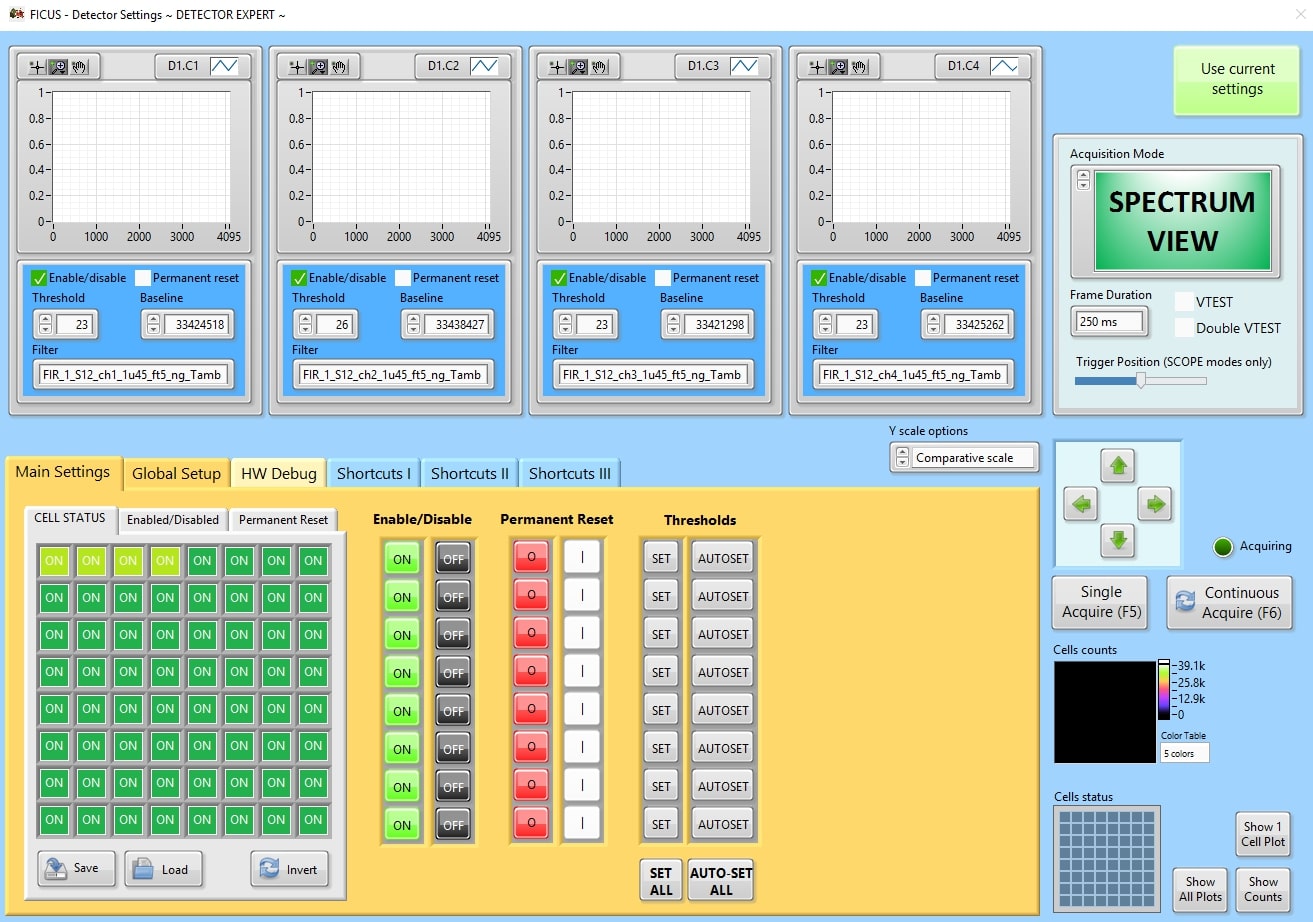 FICUS - Detector Settings ~ DETECTOR EXPERT ~
D1.C1
1
0.8
0.6
0.4
0.2
0
0 1000 2000 3000 4095
Enable/disable Permanent reset
Threshold Baseline
23 33424518
Filter
FIR_1_S12_ch1_1u45_ft5_ng_Tamb
D1.C2
1
0.8
0.6
0.4
0.2
0
0 1000 2000 3000 4095
Enable/disable Permanent reset
Threshold Baseline
26 33438427
Filter
FIR_1_S12_ch2_1u45_ft5_ng_Tamb
D1.C3
1
0.8
0.6
0.4
0.2
0
0 1000 2000 3000 4095
Enable/disable Permanent reset
Threshold Baseline
23 33421298
Filter
FIR_1_S12_ch3_1u45_ft5_ng_Tamb
D1.C4
1
0.8
0.6
0.4
0.2
0
0 1000 2000 3000 4095
Enable/disable Permanent reset
Threshold Baseline
23 33425262
Filter
FIR_1_S12_ch4_1u45_ft5_ng_Tamb
Use current
settings
Acquisition Mode
SPECTRUM
VIEW
Frame Duration
250 ms
VTEST
Double VTEST
Trigger Position (SCOPE modes only)
Y scale options
Comparative scale
Main Settings Global Setup HW Debug Shortcuts I Shortcuts II Shortcuts III
CELL STATUS Enabled/Disabled Permanent Reset
ON ON ON ON ON ON ON ON
ON ON ON ON ON ON ON ON
ON ON ON ON ON ON ON ON
ON ON ON ON ON ON ON ON
ON ON ON ON ON ON ON ON
ON ON ON ON ON ON ON ON
ON ON ON ON ON ON ON ON
ON ON ON ON ON ON ON ON
Save Load Invert
Enable/Disable Permanent Reset Thresholds
ON OFF O I SET AUTOSET
ON OFF O I SET AUTOSET
ON OFF O I SET AUTOSET
ON OFF O I SET AUTOSET
ON OFF O I SET AUTOSET
ON OFF O I SET AUTOSET
ON OFF O I SET AUTOSET
ON OFF O I SET AUTOSET
SET
ALL
AUTO-SET
ALL
Acquiring
Single
Acquire (F5)
Continuous
Acquire (F6)
Cells counts
39.1k
25.8k
12.9k
0
Color Table
5 colors
Cells status
Show 1
Cell Plot
Show
All Plots
Show
Counts